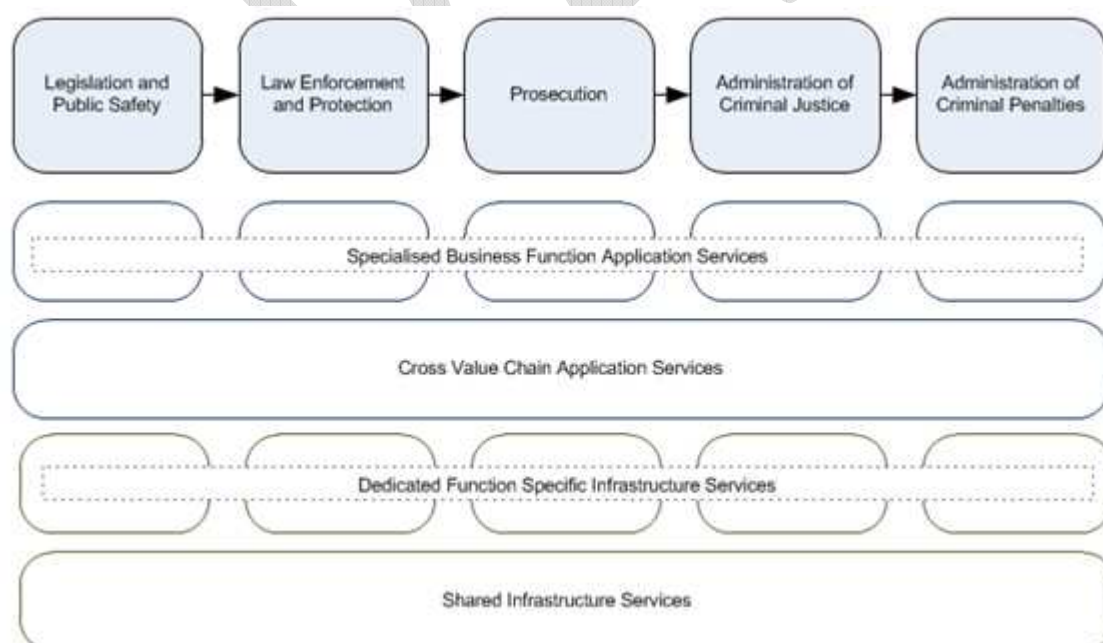 Legislation and
Public Safety
Law Enforcement
and Protection
Prosecution
Administration of
Criminal Justice
Administration of
Criminal Penalties
Specialised Business Function Application Services
Cross Value Chain Application Services
Dedicated Function Specific Infrastructure Services
Shared Infrastructure Services